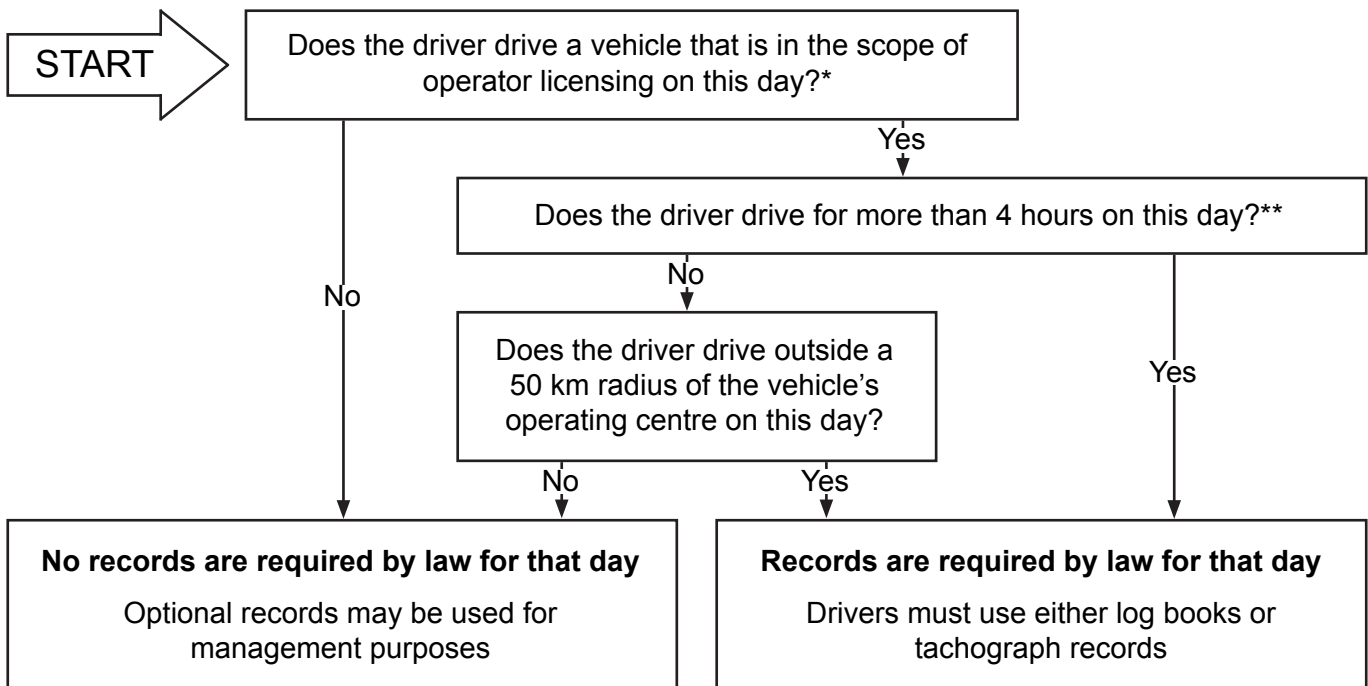 START
Does the driver drive a vehicle that is in the scope of
operator licensing on this day?*
Yes
Does the driver drive for more than 4 hours on this day?**
No
No
Does the driver drive outside a
50 km radius of the vehicle’s
operating centre on this day?
Yes
No
Yes
No records are required by law for that day
Optional records may be used for
management purposes
Records are required by law for that day
Drivers must use either log books or
tachograph records